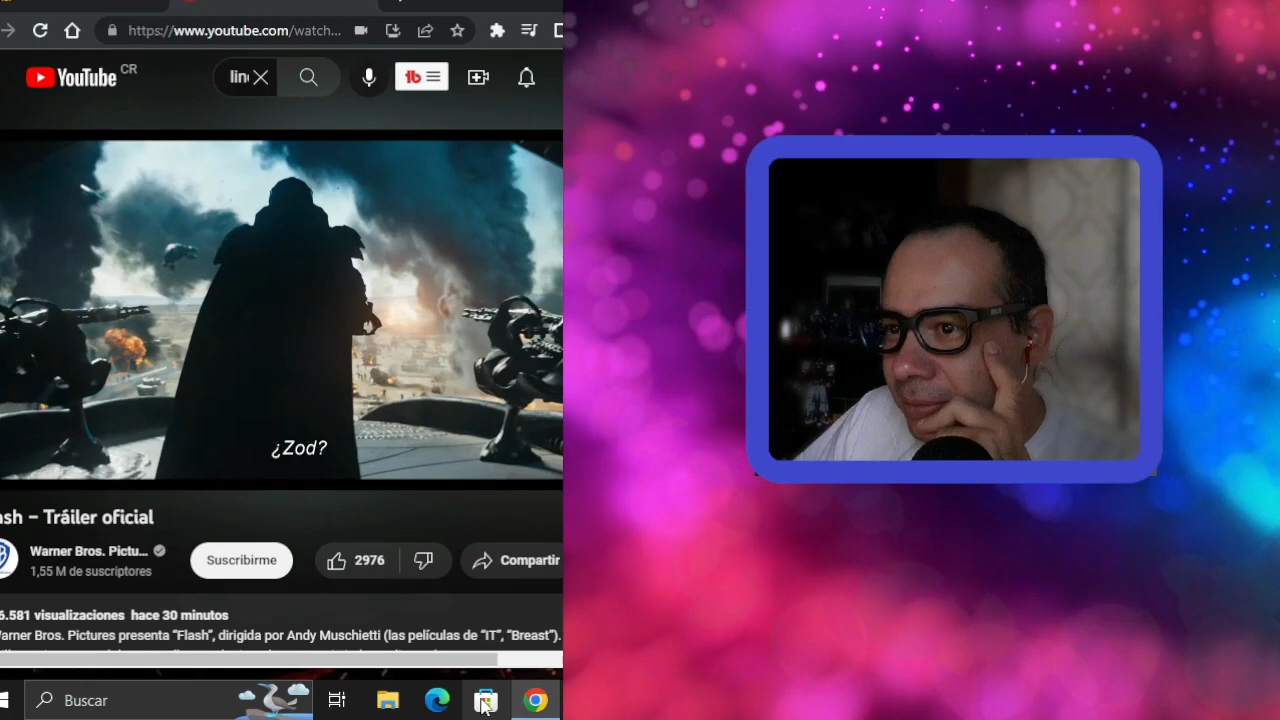 https://www.youtube.com/watch...
YouTube CR
lin
¿Zod?
ash – Tráiler oficial
Warner Bros. Pictu...
1,55 M de suscriptores
Suscribirme
2976
Compartir
6.581 visualizaciones hace 30 minutos
arner Bros. Pictures presenta “Flash”, dirigida por Andy Muschietti (las películas de “IT”, “Breast”).
Buscar